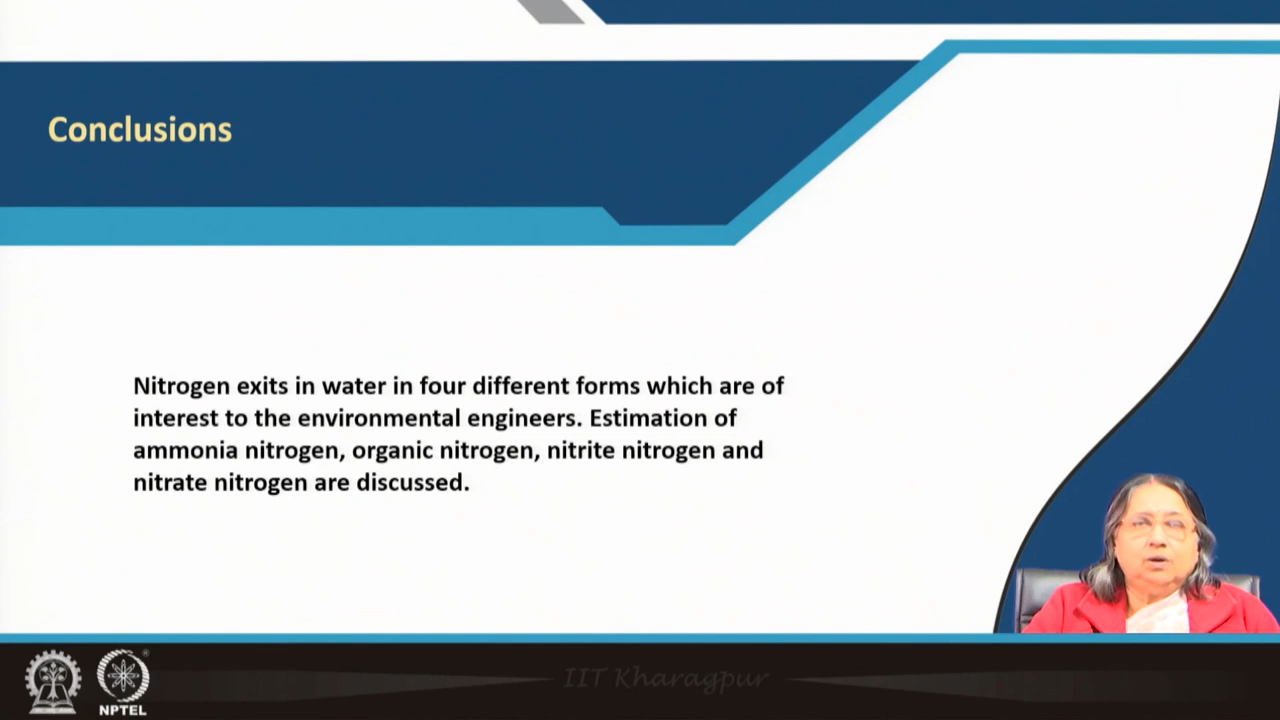 Conclusions
Nitrogen exits in water in four different forms which are of
interest to the environmental engineers. Estimation of
ammonia nitrogen, organic nitrogen, nitrite nitrogen and
nitrate nitrogen are discussed.
IIT Kharagpur
NPTEL